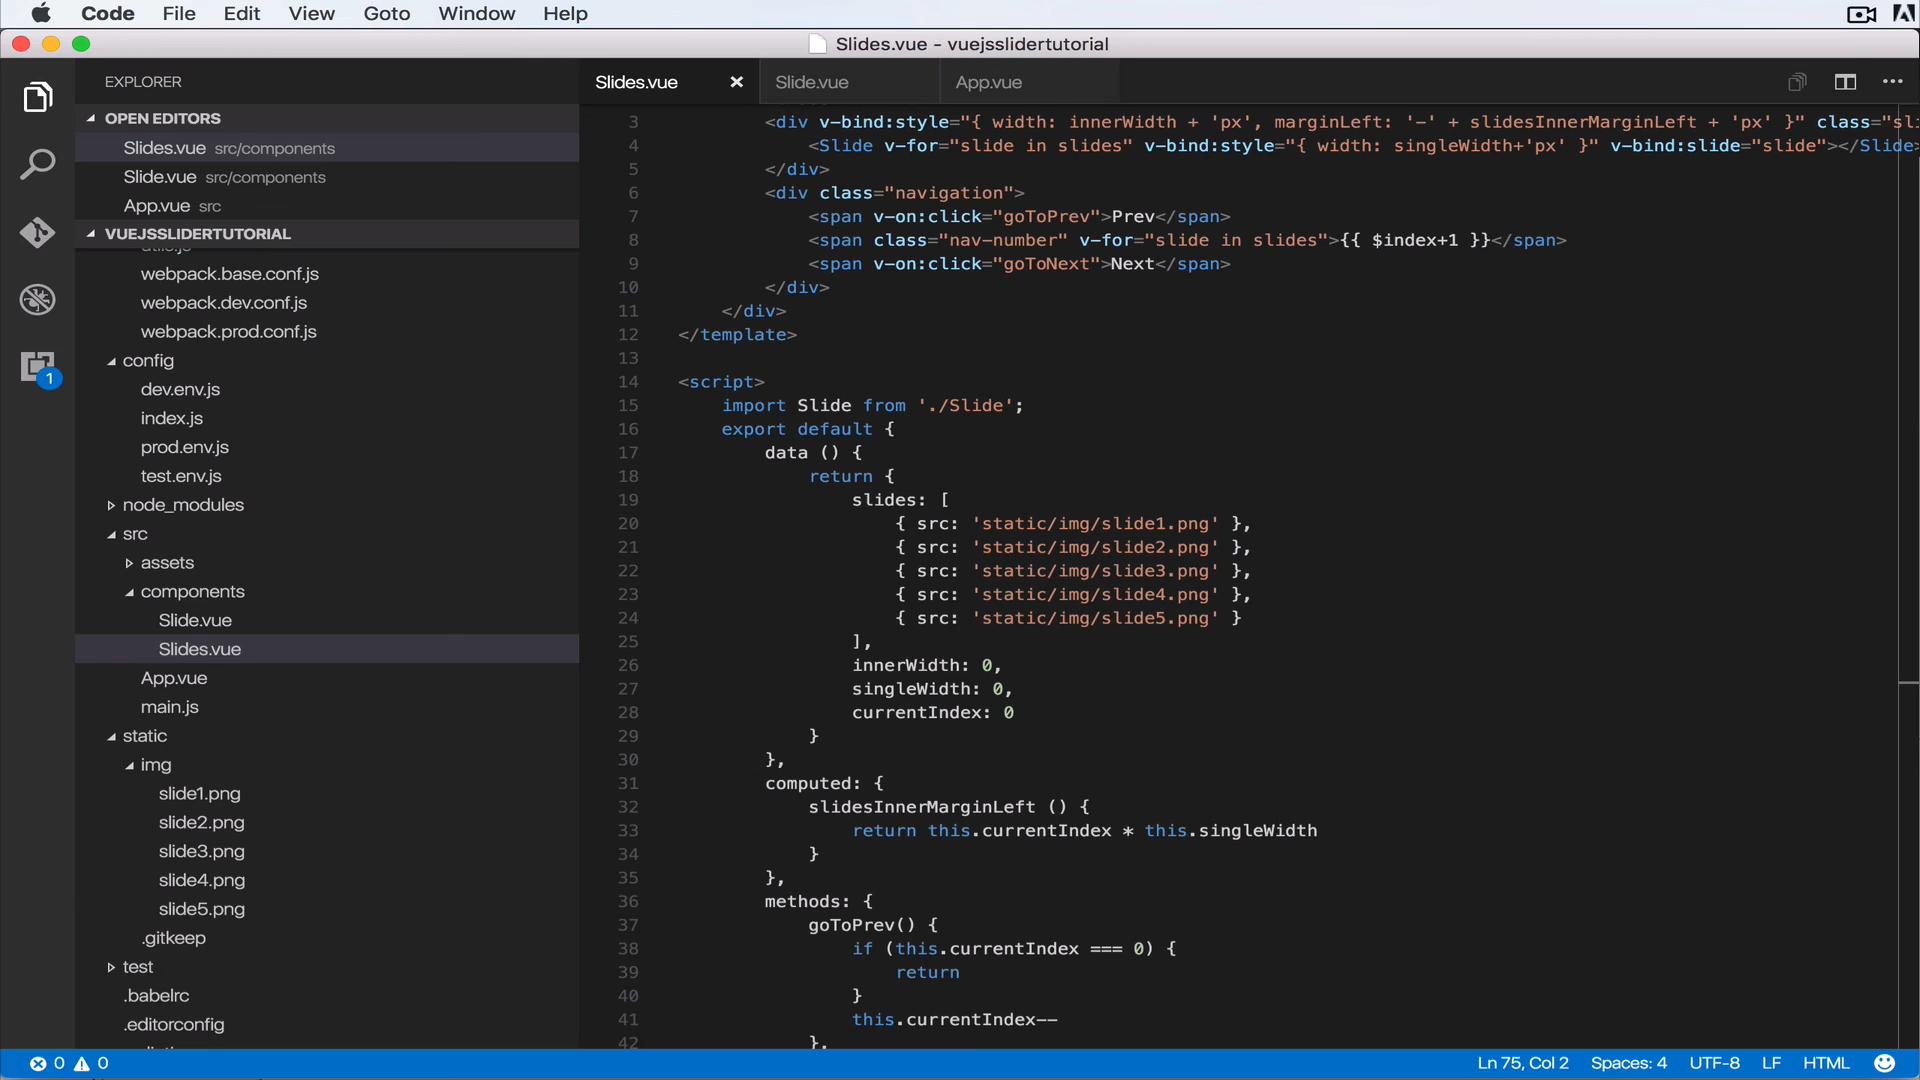 Code File Edit View Goto Window Help
Slides.vue - vuejsslidertutorial
EXPLORER
OPEN EDITORS
Slides.vue src/components
Slide.vue src/components
App.vue src
VUEJSSLIDERTUTORIAL
utils.js
webpack.base.conf.js
webpack.dev.conf.js
webpack.prod.conf.js
config
dev.env.js
index.js
prod.env.js
test.env.js
node_modules
src
assets
components
Slide.vue
Slides.vue
App.vue
main.js
static
img
slide1.png
slide2.png
slide3.png
slide4.png
slide5.png
.gitkeep
test
.babelrc
.editorconfig
1
Slides.vue Slide.vue App.vue
3 <div v-bind:style="{ width: innerWidth + 'px', marginLeft: '-' + slidesInnerMarginLeft + 'px' }" class="sli
4 <Slide v-for="slide in slides" v-bind:style="{ width: singleWidth+'px' }" v-bind:slide="slide"></Slide>
5 </div>
6 <div class="navigation">
7 <span v-on:click="goToPrev">Prev</span>
8 <span class="nav-number" v-for="slide in slides">{{ $index+1 }}</span>
9 <span v-on:click="goToNext">Next</span>
10 </div>
11 </div>
12 </template>
13
14 <script>
15 import Slide from './Slide';
16 export default {
17 data () {
18 return {
19 slides: [
20 { src: 'static/img/slide1.png' },
21 { src: 'static/img/slide2.png' },
22 { src: 'static/img/slide3.png' },
23 { src: 'static/img/slide4.png' },
24 { src: 'static/img/slide5.png' }
25 ],
26 innerWidth: 0,
27 singleWidth: 0,
28 currentIndex: 0
29 }
30 },
31 computed: {
32 slidesInnerMarginLeft () {
33 return this.currentIndex * this.singleWidth
34 }
35 },
36 methods: {
37 goToPrev() {
38 if (this.currentIndex === 0) {
39 return
40 }
41 this.currentIndex--
42 },
0 0 Ln 75, Col 2 Spaces: 4 UTF-8 LF HTML